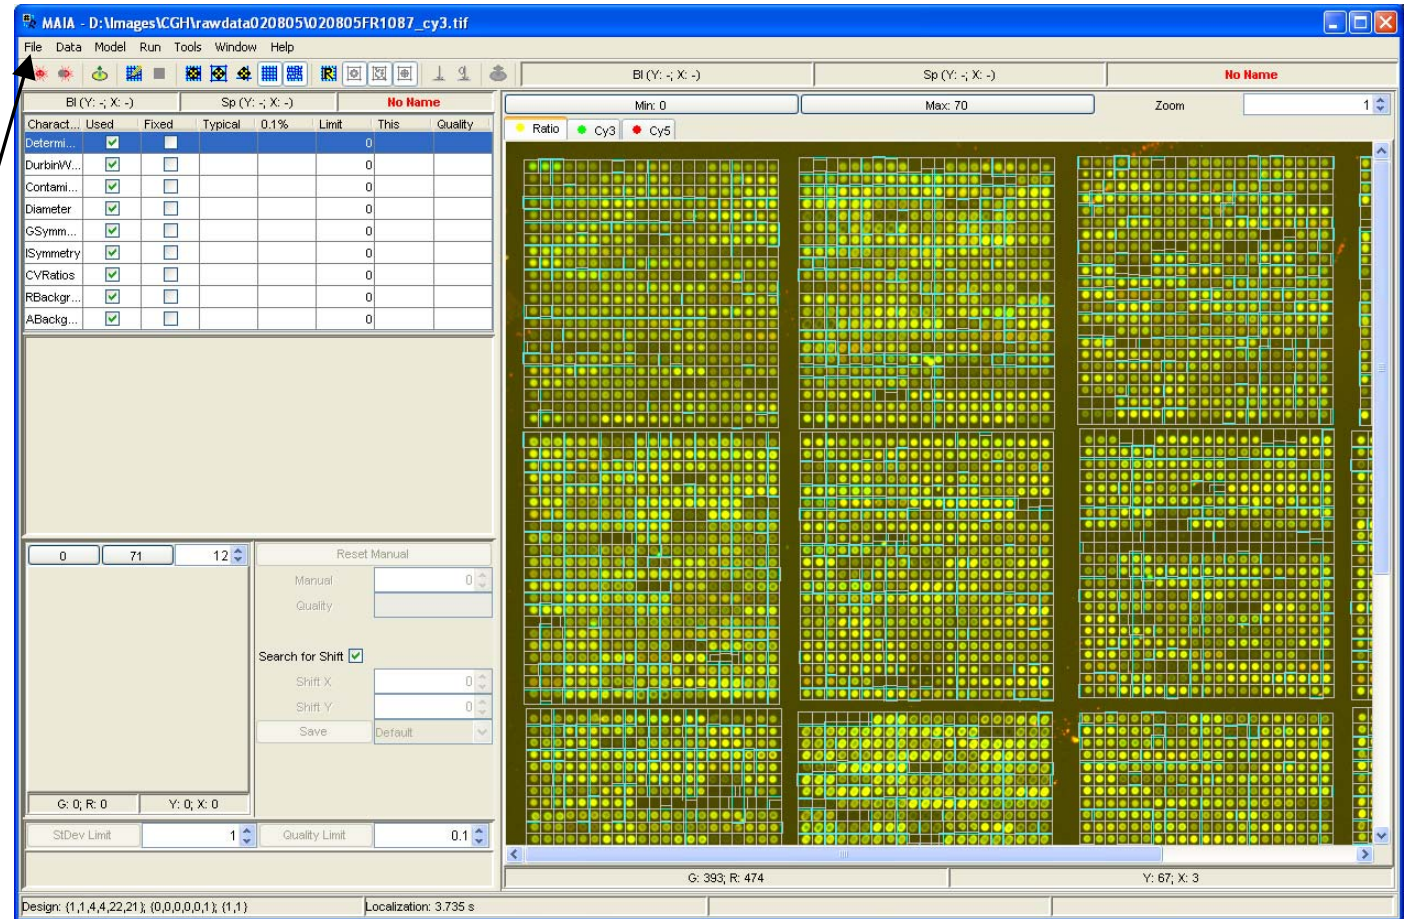 MAIA - D:\Images\CGH\rawdata020805\020805FR1087_cy3.tif
File Data Model Run Tools Window Help
Bl (Y: -; X: -) Sp (Y: -; X: -) No Name
Bl (Y: -; X: -) Sp (Y: -; X: -) No Name
Min: 0 Max: 70 Zoom 1
Charact... Used Fixed Typical 0.1% Limit This Quality
Ratio Cy3 Cy5
Determi... 0
DurbinW... 0
Contami... 0
Diameter 0
GSymm... 0
ISymmetry 0
CVRatios 0
RBackgr... 0
ABackg... 0
0 71 12 Reset Manual
Manual 0
Quality
Search for Shift
Shift X 0
Shift Y 0
Save Default
G: 0; R: 0 Y: 0; X: 0
StDev Limit 1 Quality Limit 0.1
G: 393; R: 474 Y: 67; X: 3
Design: {1,1,4,4,22,21}; {0,0,0,0,0,1}; {1,1} Localization: 3.735 s